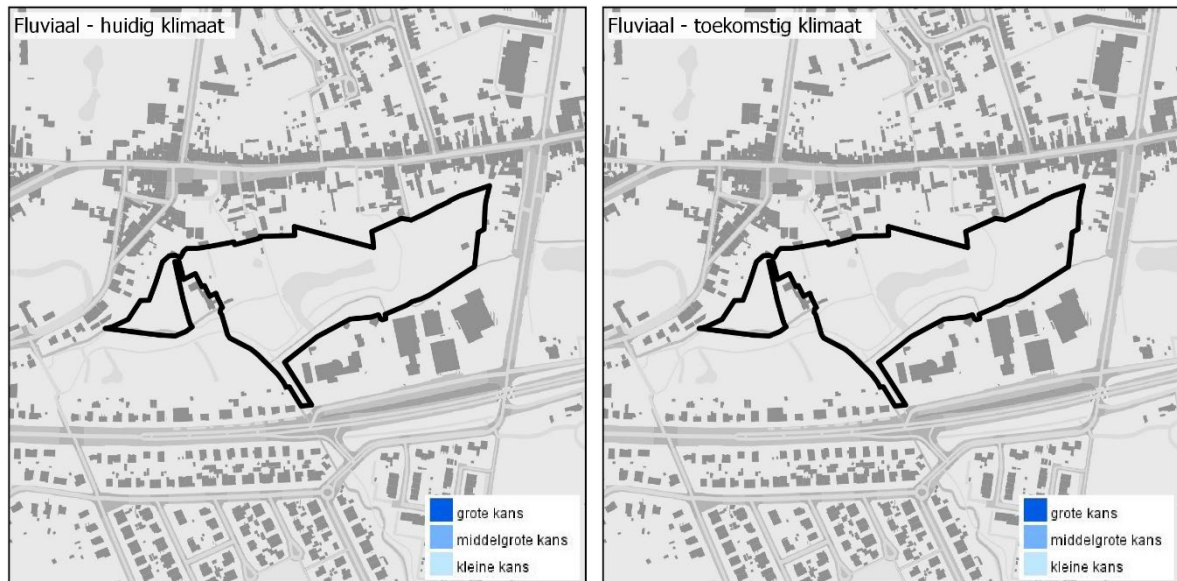 Fluviaal - huidig klimaat
grote kans
middelgrote kans
kleine kans
Fluviaal - toekomstig klimaat
grote kans
middelgrote kans
kleine kans